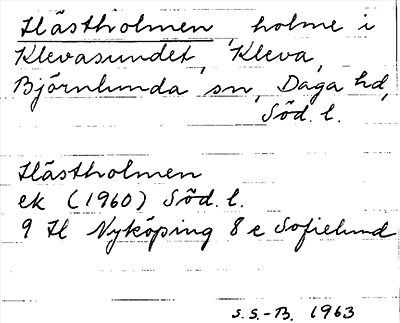 Hästholmen, holme i
Klevasundet, Kleva,
Björnlunda sn, Daga hd,
Söd. l.
Hästholmen
ek (1960) Söd. l.
9 H Nyköping 8 e Sofielund
S.S.-B. 1963